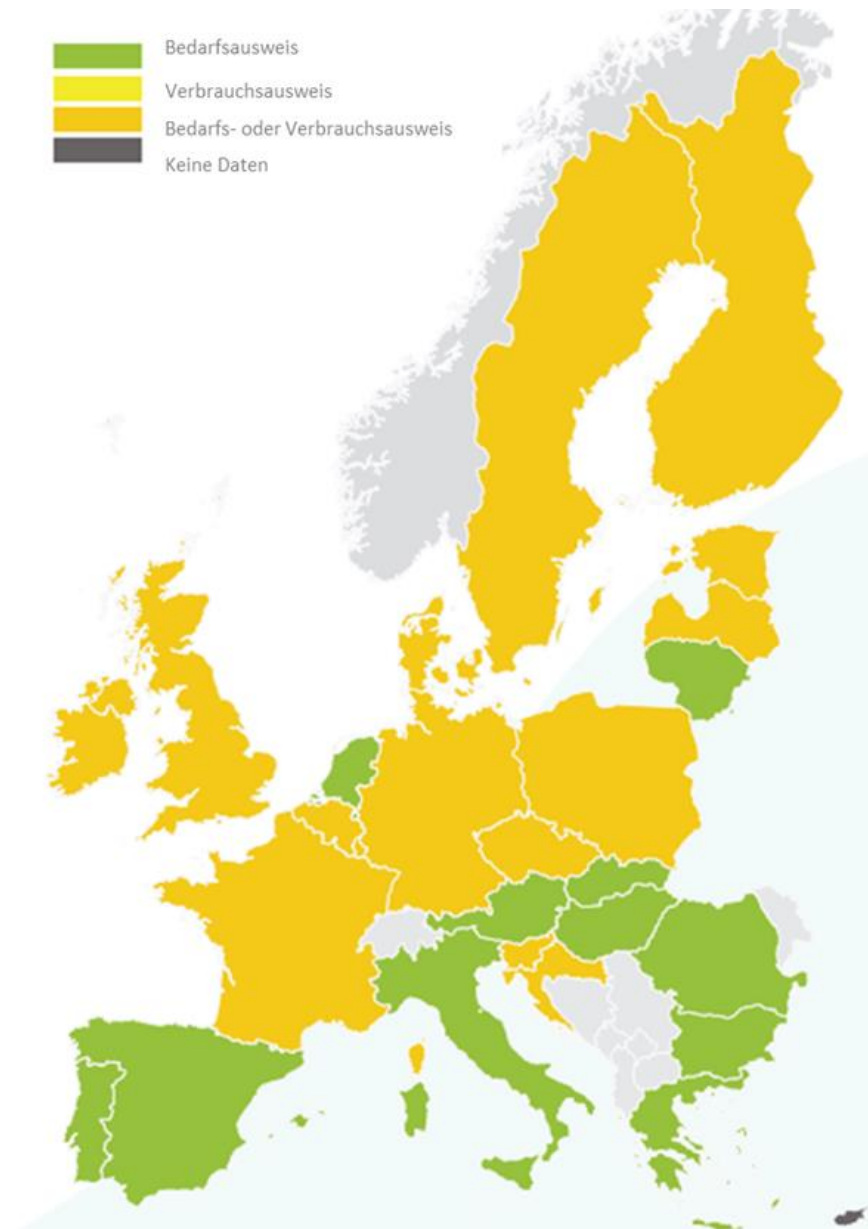 Bedarfsausweis
Verbrauchsausweis
Bedarfs- oder Verbrauchsausweis
Keine Daten